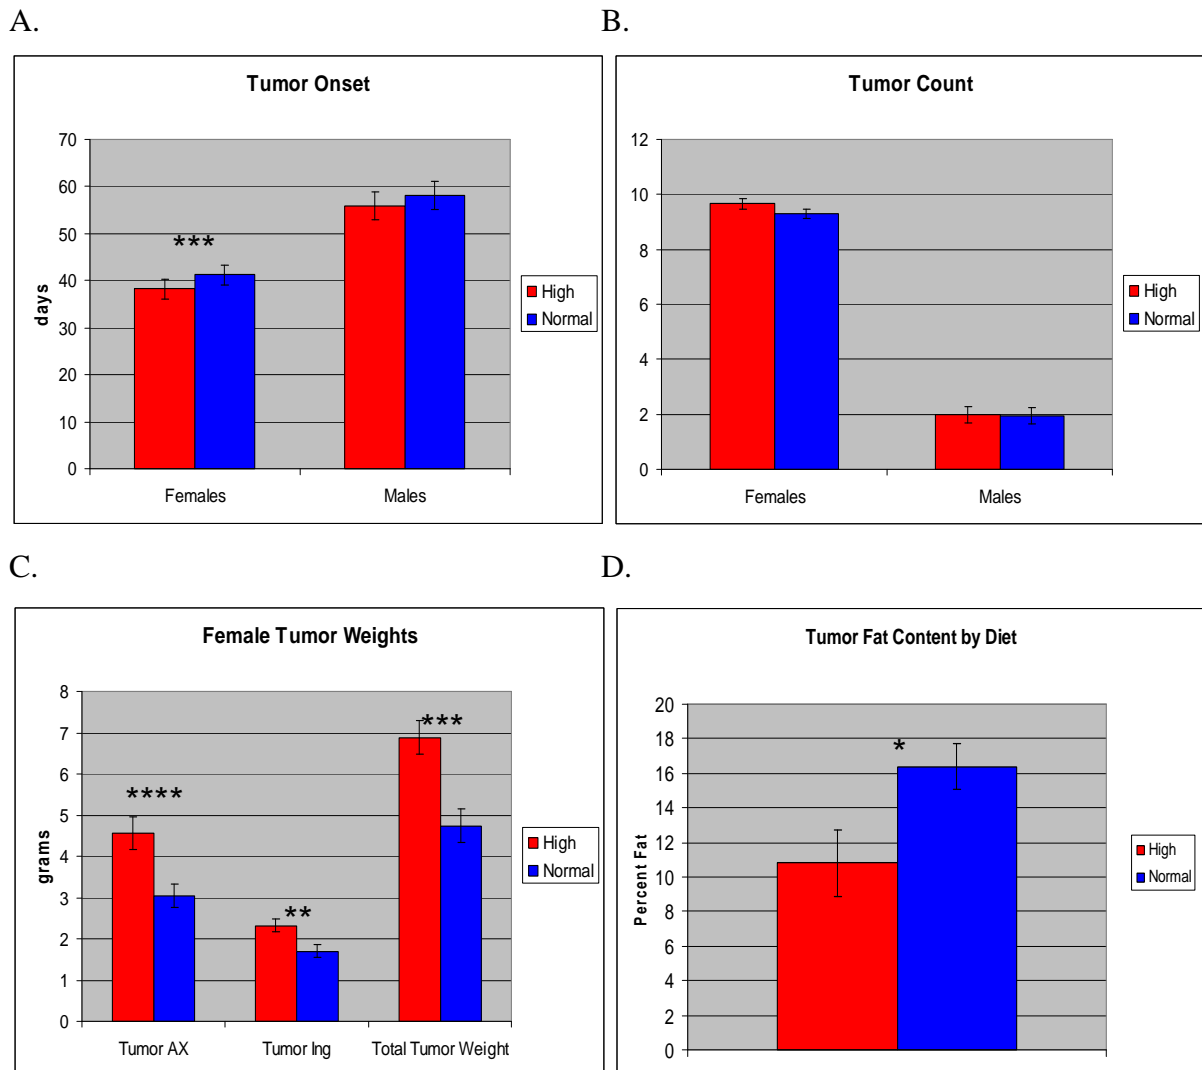 A.
B.
Tumor Onset
70
60
50
40
30
20
10
0
days
***
Females
Males
High
Normal
Tumor Count
12
10
8
6
4
2
0
Females
Males
High
Normal
C.
D.
Female Tumor Weights
8
7
6
5
4
3
2
1
0
grams
****
**
***
Tumor AX
Tumor Ing
Total Tumor Weight
High
Normal
Tumor Fat Content by Diet
20
18
16
14
12
10
8
6
4
2
0
Percent Fat
*
High
Normal